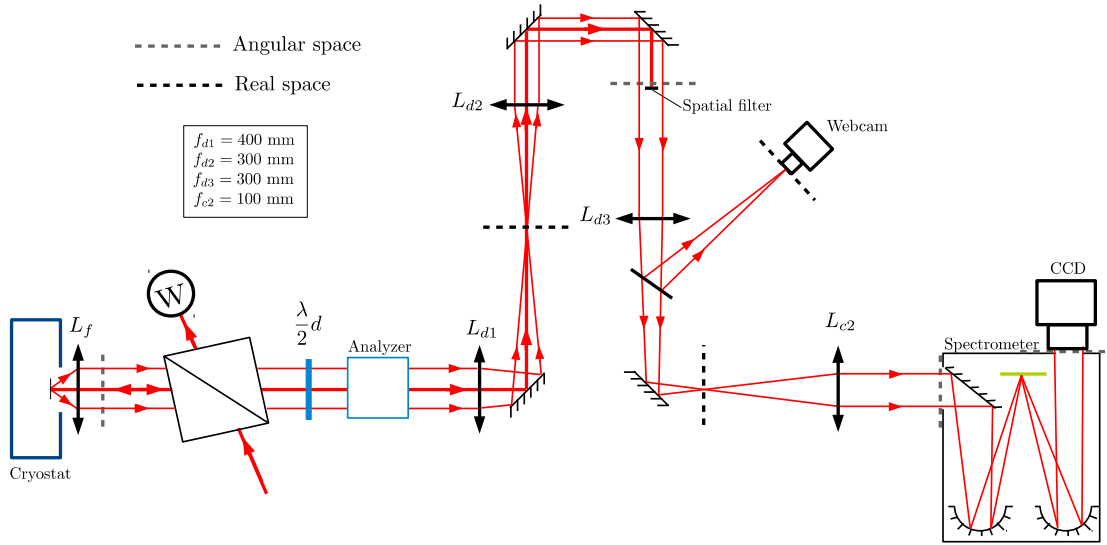 Angular space
Real space
f_{d1} = 400 mm
f_{d2} = 300 mm
f_{d3} = 300 mm
f_{c2} = 100 mm
L_{d2}
Spatial filter
Webcam
L_{d3}
W
L_f
λ/2 d
L_{d1}
Analyzer
Cryostat
L_{c2}
CCD
Spectrometer